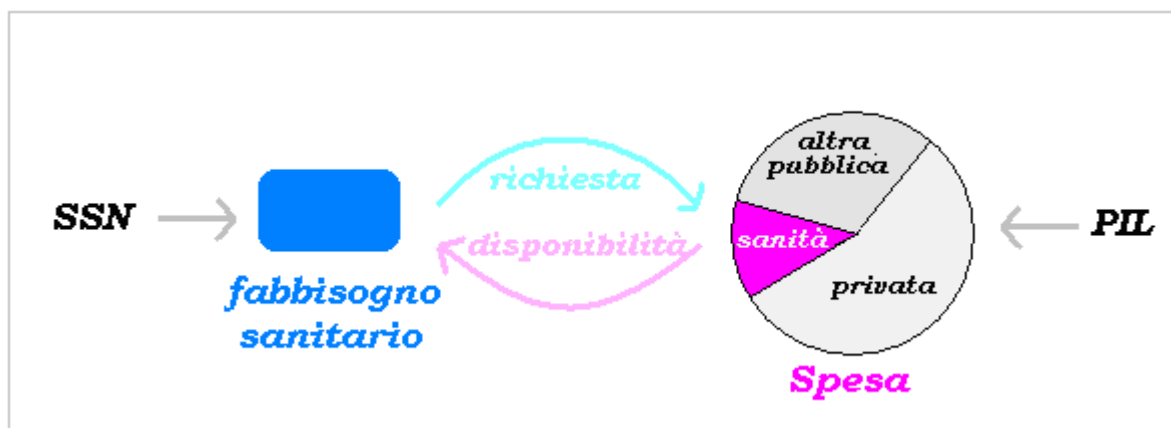 SSN
fabbisogno
sanitario
richiesta
disponibilità
altra
pubblica
sanità
privata
Spesa
PIL